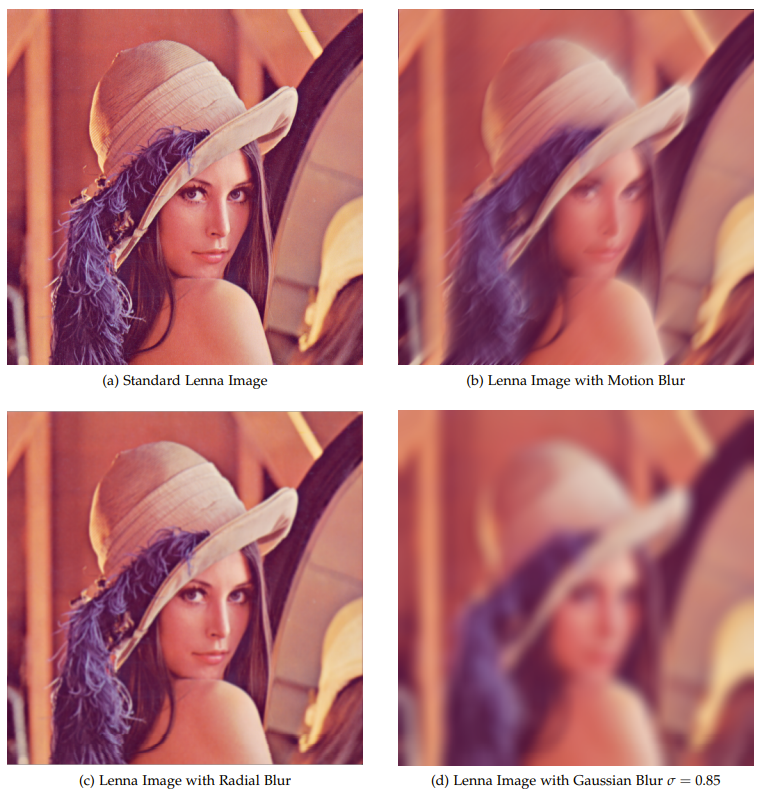 (a) Standard Lenna Image
(b) Lenna Image with Motion Blur
(c) Lenna Image with Radial Blur
(d) Lenna Image with Gaussian Blur σ = 0.85